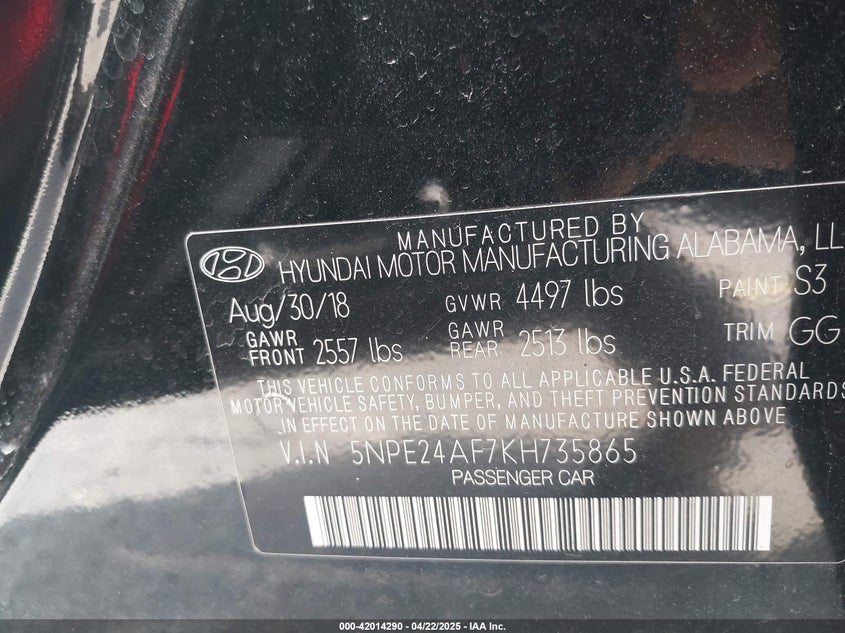 MANUFACTURED BY
HYUNDAI MOTOR MANUFACTURING ALABAMA, LL
Aug/30/18 GVWR 4497 lbs PAINT S3
GAWR FRONT 2557 lbs GAWR REAR 2513 lbs TRIM GG
THIS VEHICLE CONFORMS TO ALL APPLICABLE U.S.A. FEDERAL
MOTOR VEHICLE SAFETY, BUMPER, AND THEFT PREVENTION STANDARDS
IN EFFECT ON THE DATE OF MANUFACTURE SHOWN ABOVE
V.I.N 5NPE24AF7KH735865
PASSENGER CAR
000-42014290 - 04/22/2025 - IAA Inc.